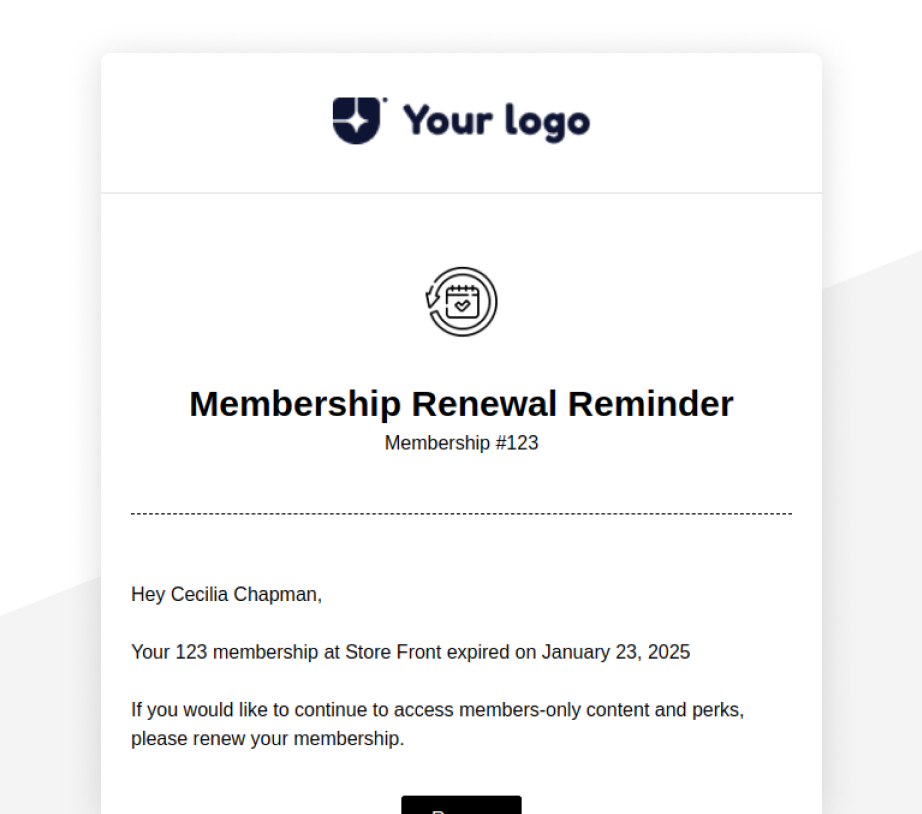 Your logo
Membership Renewal Reminder
Membership #123
Hey Cecilia Chapman,
Your 123 membership at Store Front expired on January 23, 2025
If you would like to continue to access members-only content and perks,
please renew your membership.